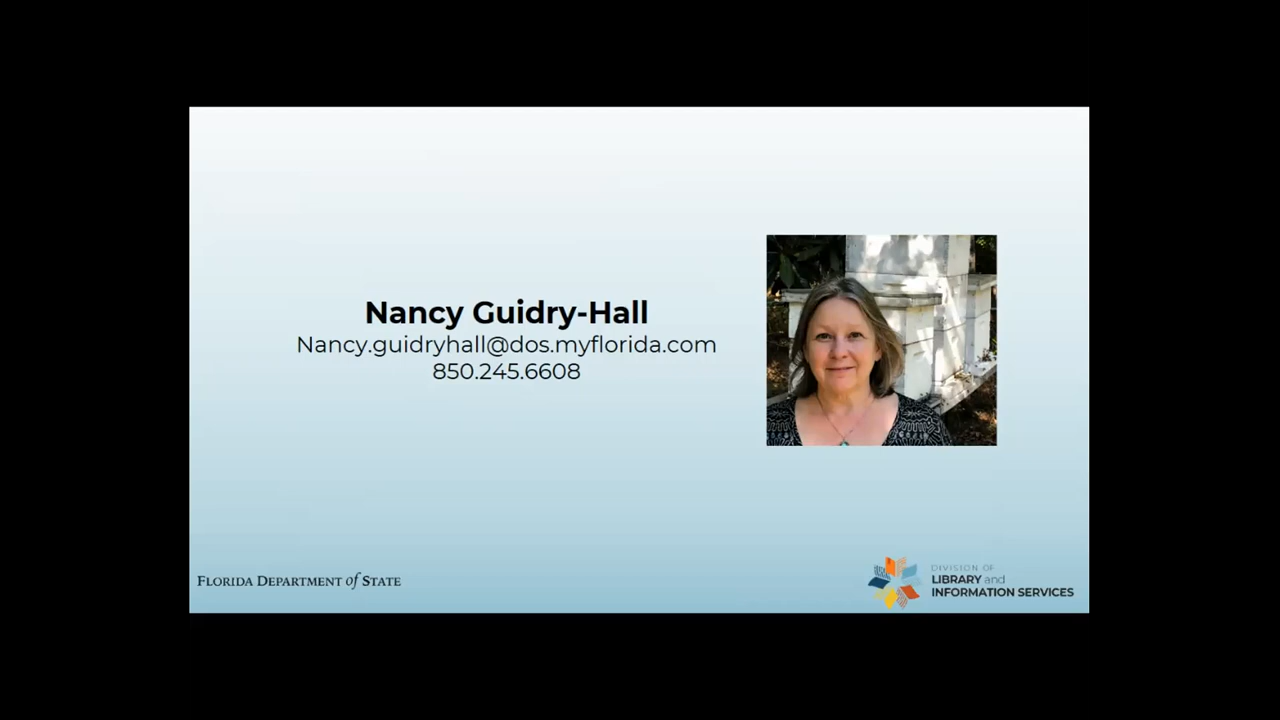 Nancy Guidry-Hall
Nancy.guidryhall@dos.myflorida.com
850.245.6608
FLORIDA DEPARTMENT of STATE
DIVISION OF
LIBRARY and
INFORMATION SERVICES